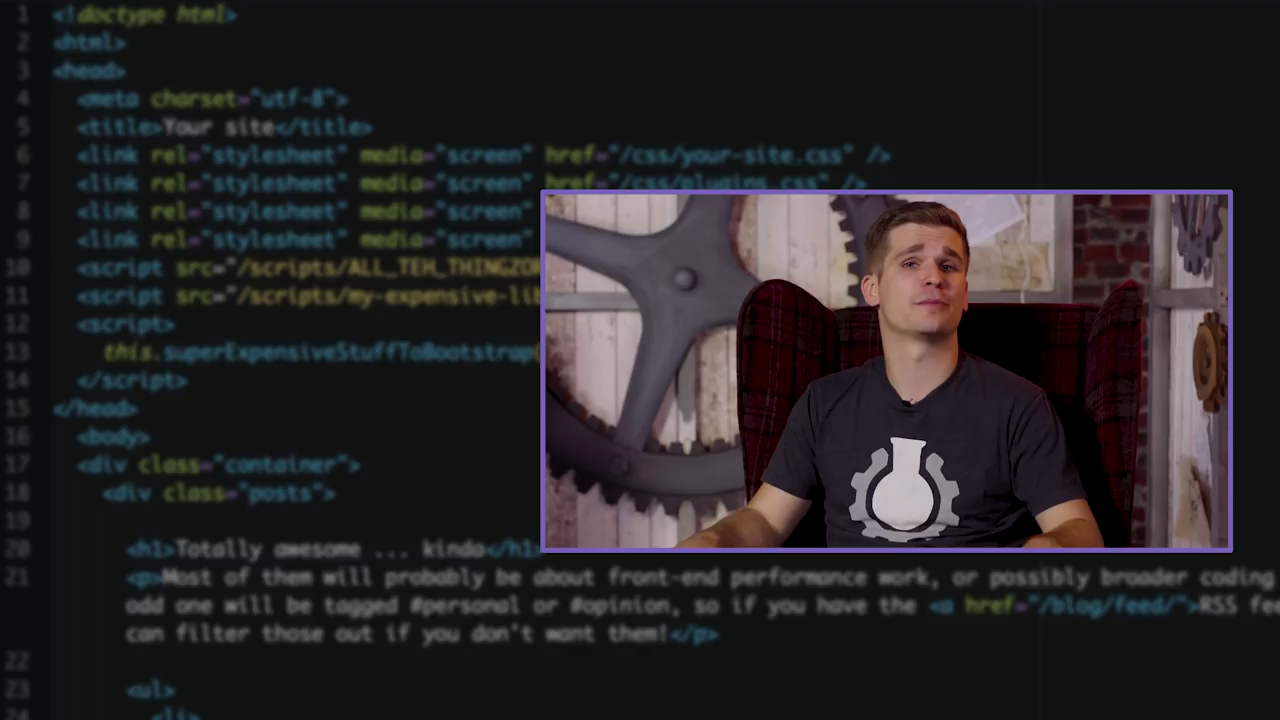 1 <!doctype html>
2 <html>
3 <head>
4 <meta charset="utf-8">
5 <title>Your site</title>
6 <link rel="stylesheet" media="screen" href="/css/your-site.css" />
7 <link rel="stylesheet" media="screen" href="/css/plugins.css" />
8 <link rel="stylesheet" media="screen"
9 <link rel="stylesheet" media="screen"
10 <script src="/scripts/ALL_TEH_THINGZOR
11 <script src="/scripts/my-expensive-lib
12 <script>
13 this.superExpensiveStuffToBootstrap(
14 </script>
15 </head>
16 <body>
17 <div class="container">
18 <div class="posts">
19
20 <h1>Totally awesome ... kinda</h1
21 <p>Most of them will probably be about front-end performance work, or possibly broader coding
odd one will be tagged #personal or #opinion, so if you have the <a href="/blog/feed/">RSS fee
can filter those out if you don't want them!</p>
22
23 <ul>
24 <li>